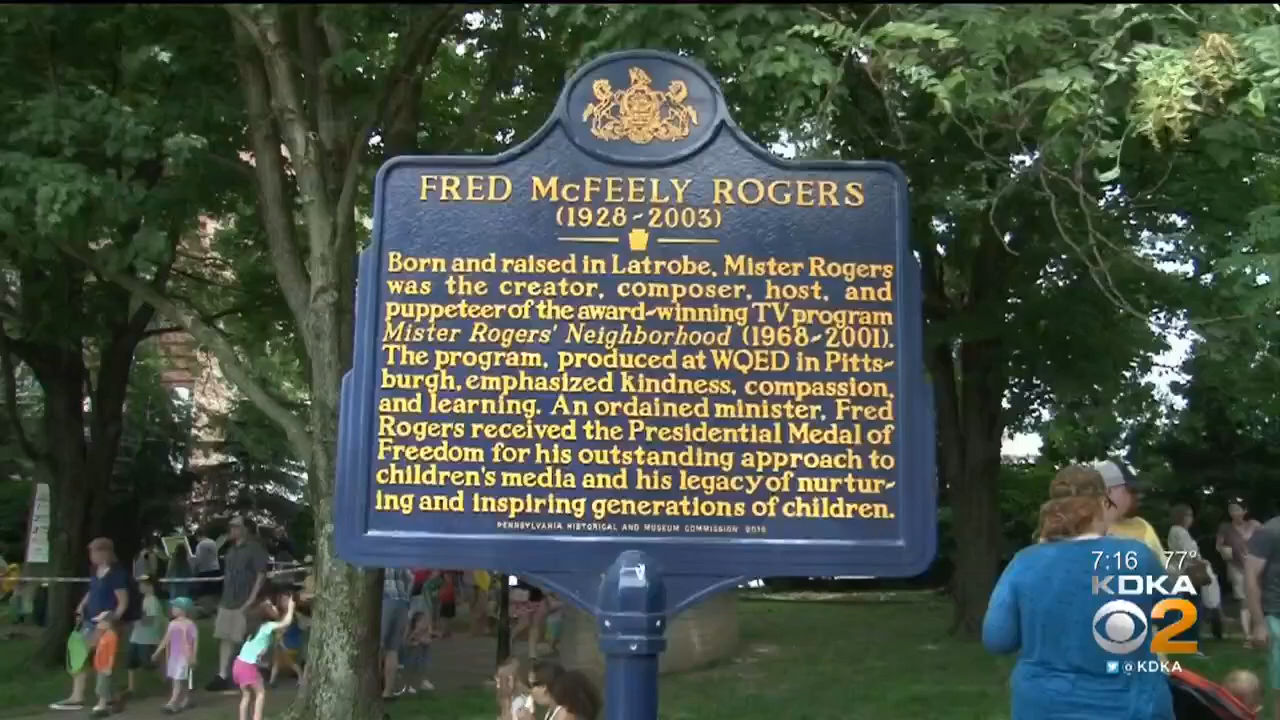 FRED McFEELY ROGERS
(1928-2003)
Born and raised in Latrobe, Mister Rogers
was the creator, composer, host, and
puppeteer of the award-winning TV program
Mister Rogers' Neighborhood (1968-2001).
The program, produced at WQED in Pitts-
burgh, emphasized kindness, compassion,
and learning. An ordained minister, Fred
Rogers received the Presidential Medal of
Freedom for his outstanding approach to
children's media and his legacy of nurtur-
ing and inspiring generations of children.
PENNSYLVANIA HISTORICAL AND MUSEUM COMMISSION 2016
7:16 77°
KDKA
2
@KDKA